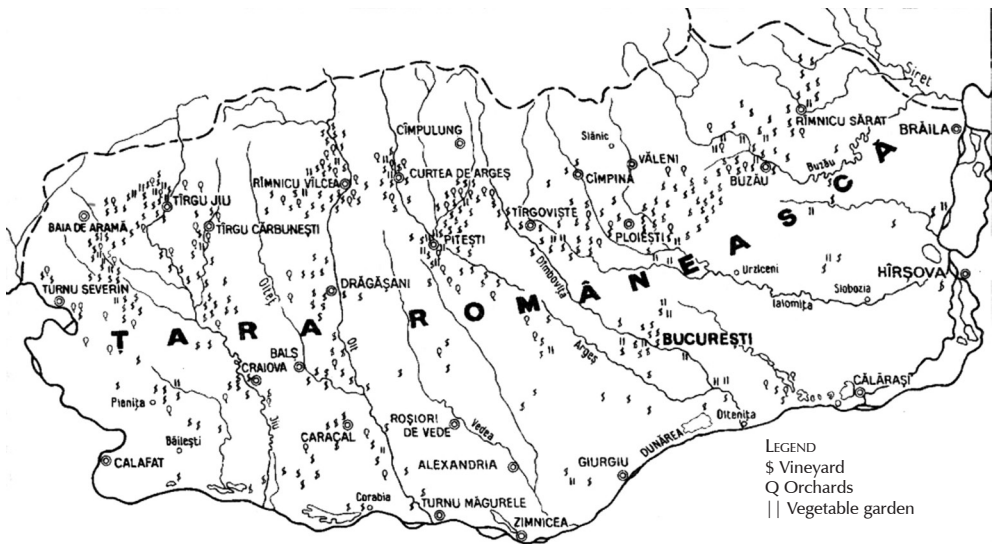 Siret
RÎMNICU SĂRAT
BRĂILA
CÎMPULUNG
Slănic
VĂLENI
Buzău
BUZĂU
CURTEA DE ARGEȘ
CÎMPINA
RÎMNICU VÎLCEA
TÎRGU JIU
BAIA DE ARAMĂ
TÎRGU CĂRBUNEȘTI
TÎRGOVIȘTE
PLOIEȘTI
PITEȘTI
ȚARA ROMÂNEASCĂ
Urziceni
HÎRȘOVA
Slobozia
Ialomița
Dîmbovița
TURNU SEVERIN
Olteț
DRĂGĂȘANI
BUCUREȘTI
Argeș
Olt
BALȘ
CRAIOVA
CĂLĂRAȘI
Plenița
Jiu
Oltenița
ROȘIORI
DE VEDE
Vedea
CARACAL
Băilești
DUNĂREA
CALAFAT
ALEXANDRIA
GIURGIU
Corabia
TURNU MĂGURELE
ZIMNICEA
LEGEND
$ Vineyard
Q Orchards
|| Vegetable garden